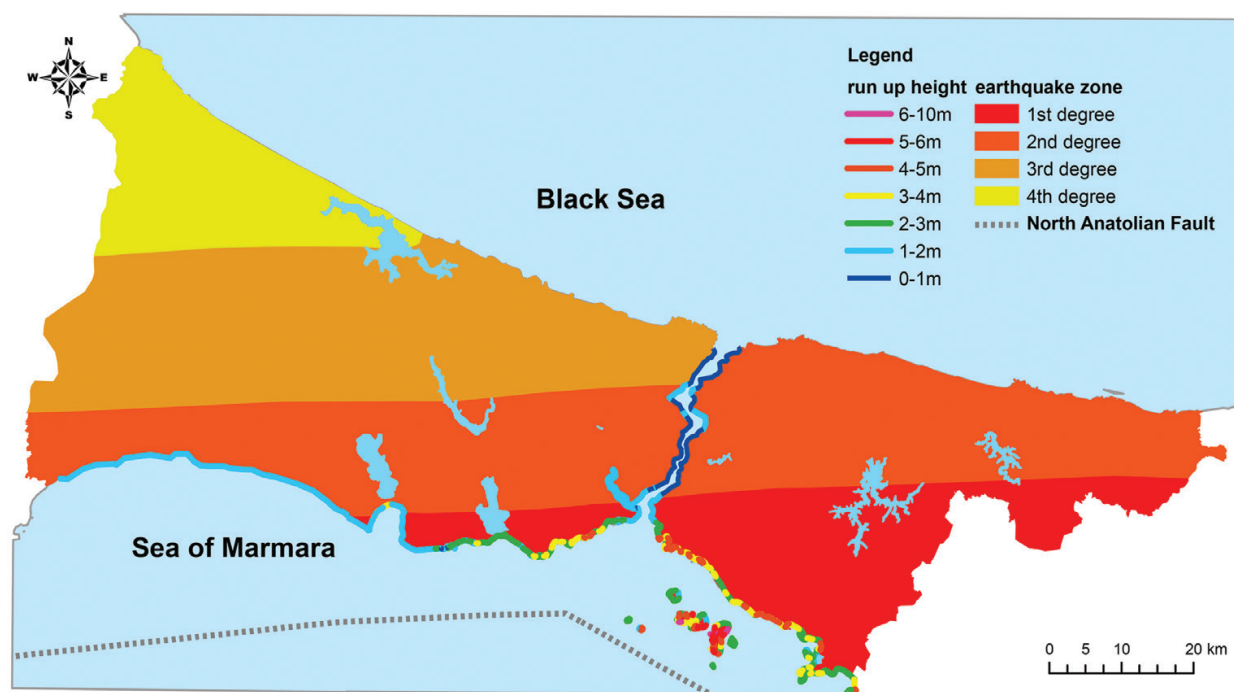 N
W E
S
Legend
run up height earthquake zone
6-10m 1st degree
5-6m 2nd degree
4-5m 3rd degree
3-4m 4th degree
2-3m North Anatolian Fault
1-2m
0-1m
Black Sea
Sea of Marmara
0 5 10 20 km